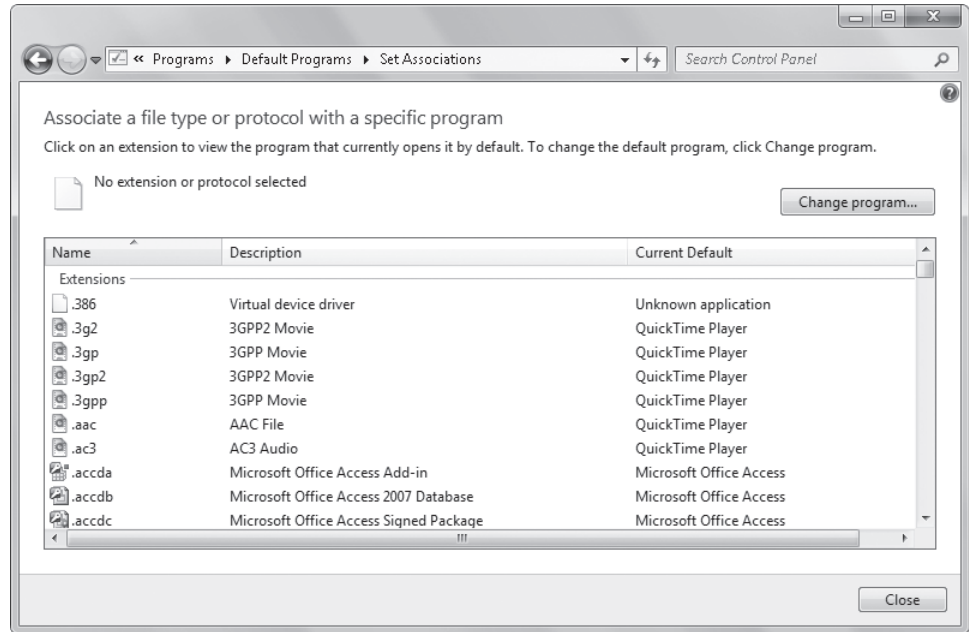 « Programs ▸ Default Programs ▸ Set Associations Search Control Panel
Associate a file type or protocol with a specific program
Click on an extension to view the program that currently opens it by default. To change the default program, click Change program.
No extension or protocol selected
Change program...
Name Description Current Default
Extensions
.386 Virtual device driver Unknown application
.3g2 3GPP2 Movie QuickTime Player
.3gp 3GPP Movie QuickTime Player
.3gp2 3GPP2 Movie QuickTime Player
.3gpp 3GPP Movie QuickTime Player
.aac AAC File QuickTime Player
.ac3 AC3 Audio QuickTime Player
.accda Microsoft Office Access Add-in Microsoft Office Access
.accdb Microsoft Office Access 2007 Database Microsoft Office Access
.accdc Microsoft Office Access Signed Package Microsoft Office Access
Close